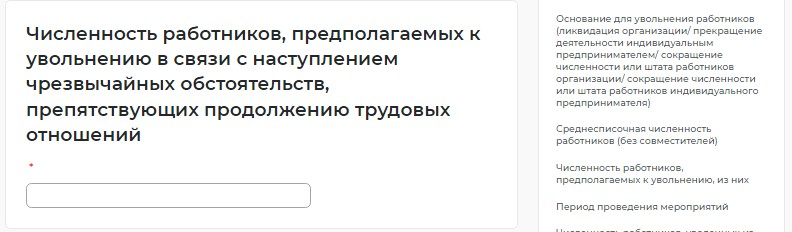 Численность работников, предполагаемых к
увольнению в связи с наступлением
чрезвычайных обстоятельств,
препятствующих продолжению трудовых
отношений
*
Основание для увольнения работников
(ликвидация организации/ прекращение
деятельности индивидуальным
предпринимателем/ сокращение
численности или штата работников
организации/ сокращение численности
или штата работников индивидуального
предпринимателя)
Среднесписочная численность
работников (без совместителей)
Численность работников,
предполагаемых к увольнению, из них
Период проведения мероприятий